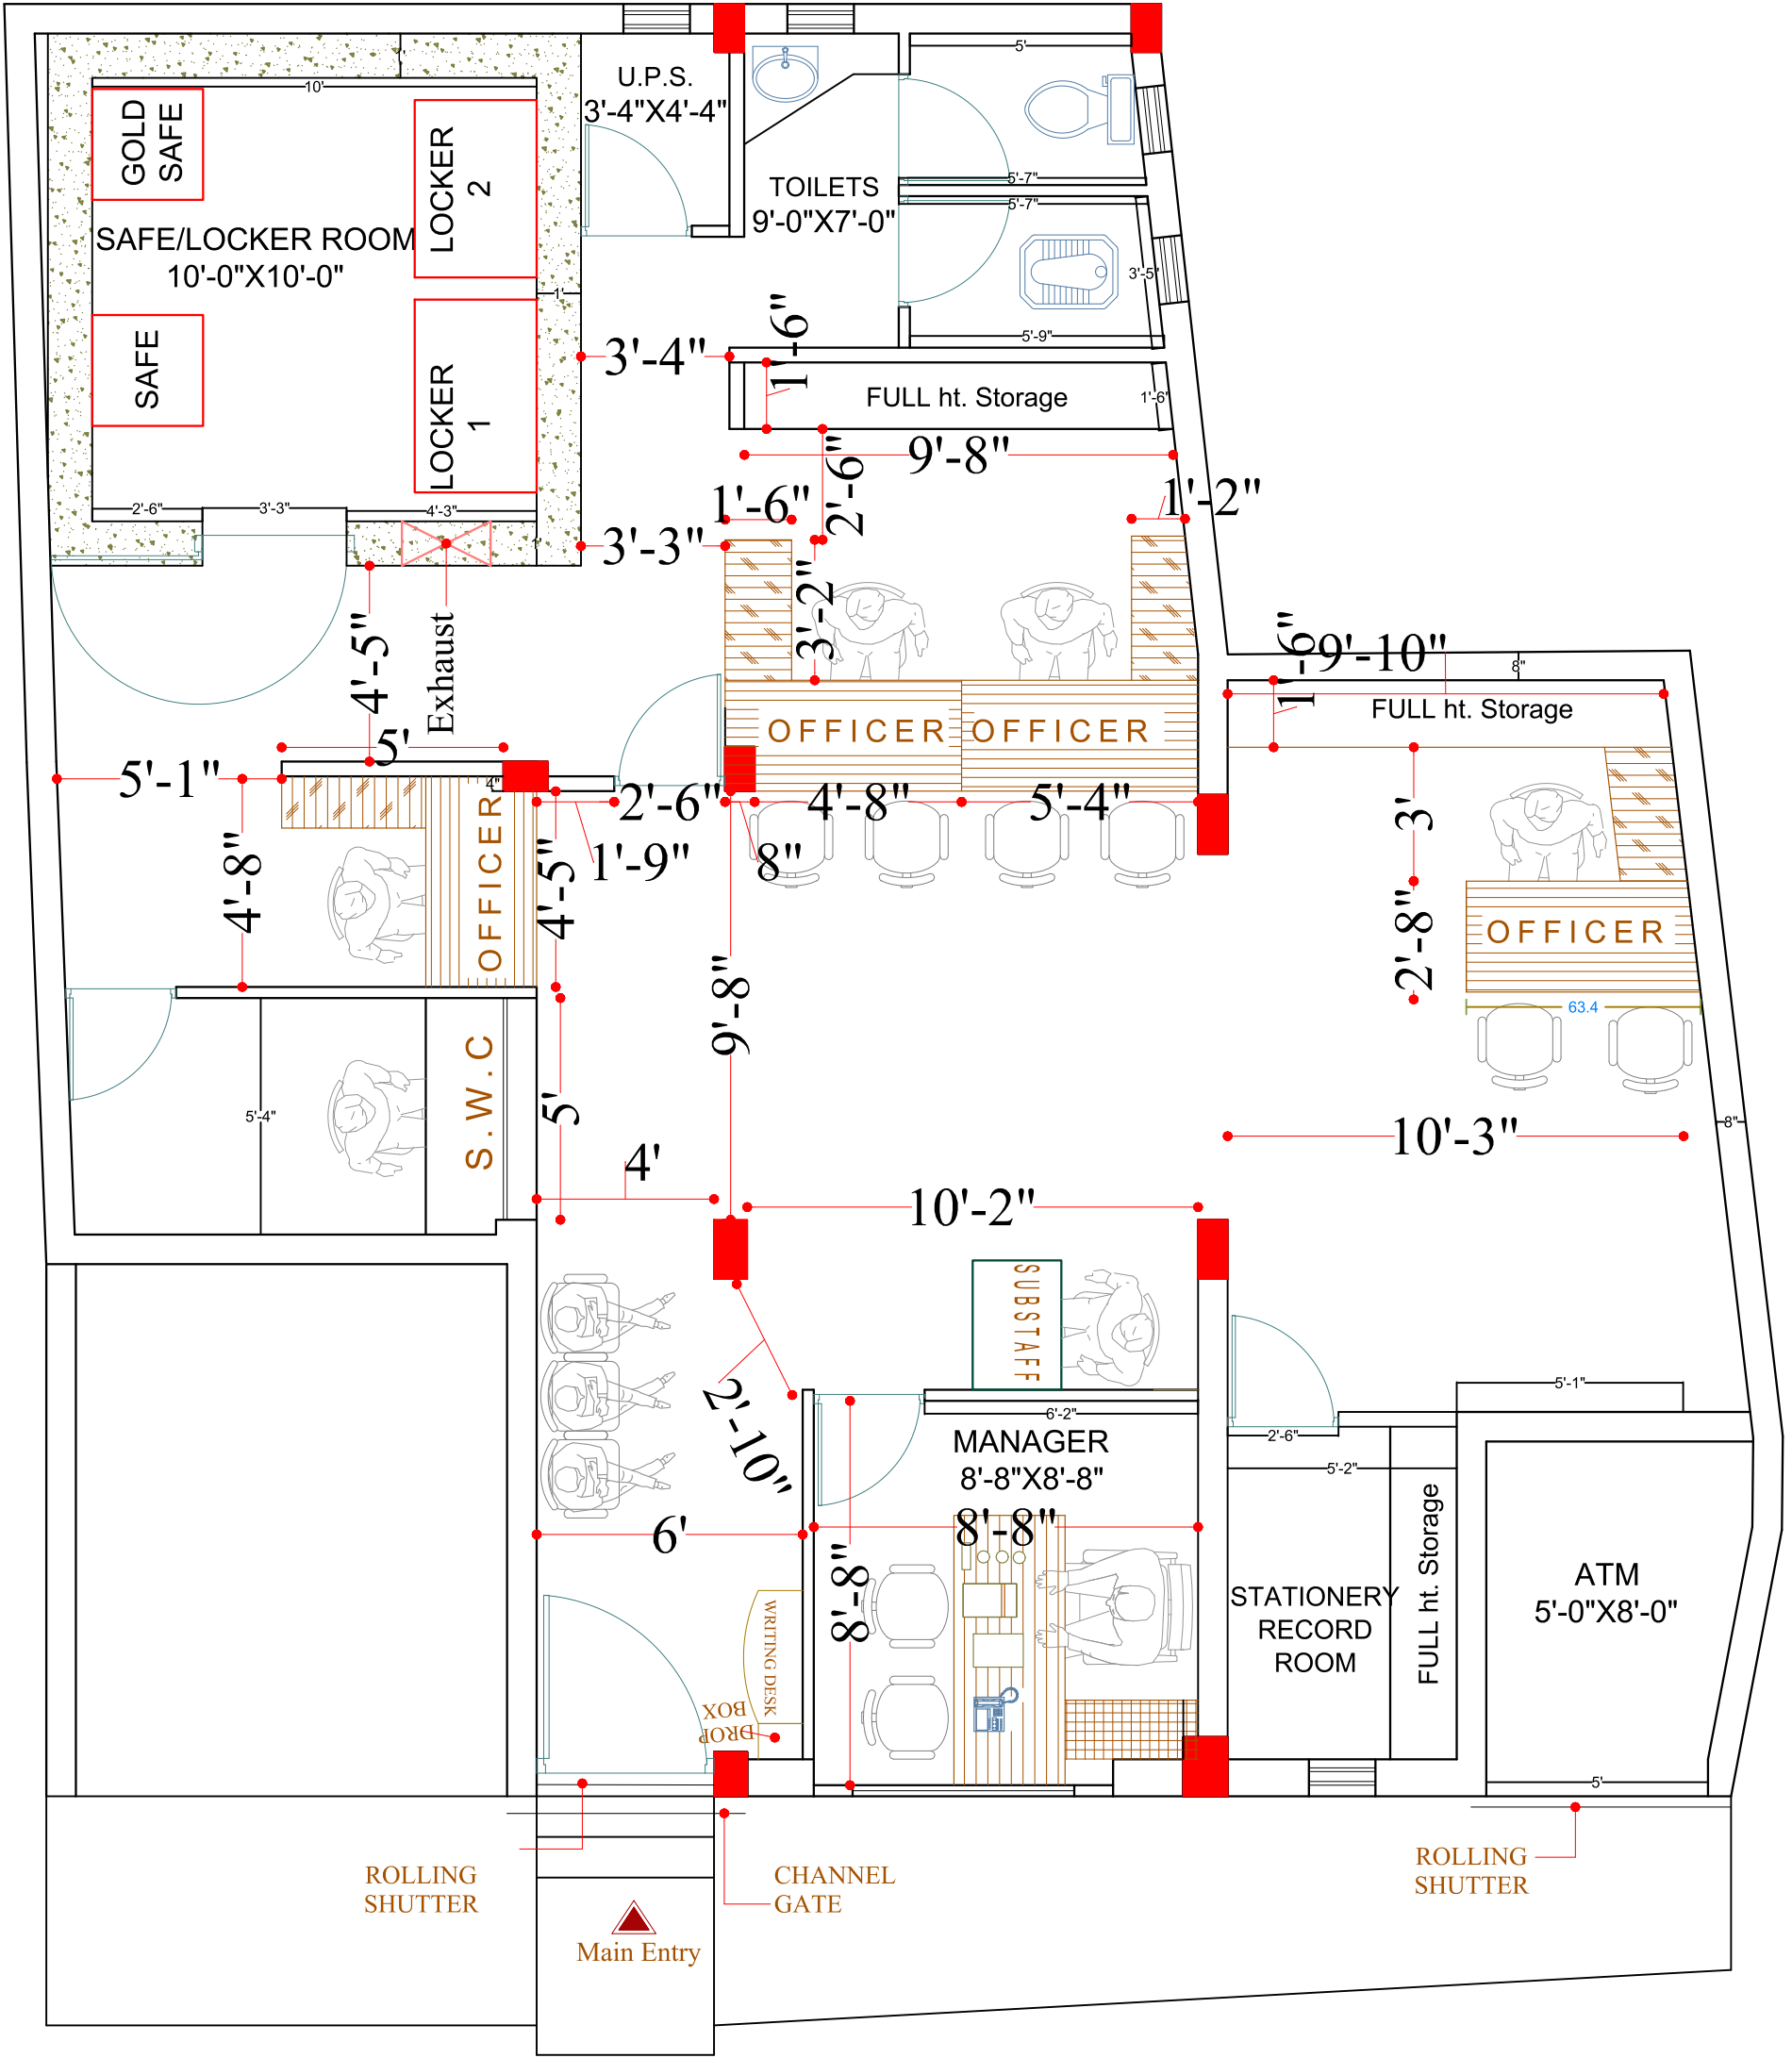 5'
1'
10'
U.P.S.
3'-4"X4'-4"
GOLD
SAFE
LOCKER
2
TOILETS
9'-0"X7'-0"
5'-7"
5'-7"
SAFE/LOCKER ROOM
10'-0"X10'-0"
3'-5'
1'
5'-9"
1'-6"
3'-4"
SAFE
LOCKER
1
FULL ht. Storage
1'-6"
9'-8"
2'-6"
1'-6"
1'-2"
2'-6"
3'-3"
4'-3"
1'
3'-3"
3'-2"
4'-5"
Exhaust
1'-6"
9'-10"
8"
FULL ht. Storage
OFFICER
OFFICER
5'
5'-1"
4"
2'-6"
4'-8"
5'-4"
3'
1'-9"
8"
4'-8"
OFFICER
4'-5"
2'-8"
OFFICER
9'-8"
63.4
S.W.C
5'-4"
5'
8"
10'-3"
4'
10'-2"
SUBSTAFF
2'-10"
5'-1"
6'-2"
MANAGER
8'-8"X8'-8"
2'-6"
5'-2"
8'-8"
6'
8'-8"
FULL ht. Storage
STATIONERY
RECORD
ROOM
ATM
5'-0"X8'-0"
WRITING DESK
DROP
BOX
5'
ROLLING
SHUTTER
CHANNEL
GATE
ROLLING
SHUTTER
Main Entry